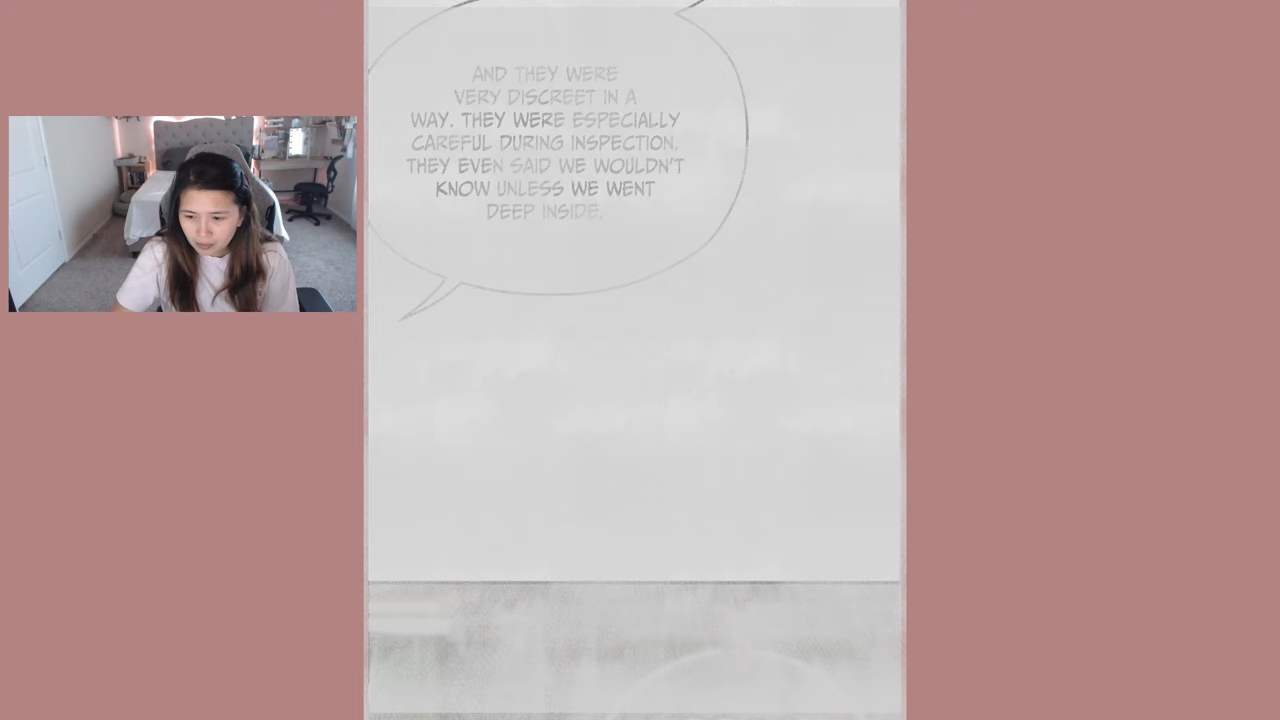 AND THEY WERE
VERY DISCREET IN A
WAY. THEY WERE ESPECIALLY
CAREFUL DURING INSPECTION.
THEY EVEN SAID WE WOULDN'T
KNOW UNLESS WE WENT
DEEP INSIDE.